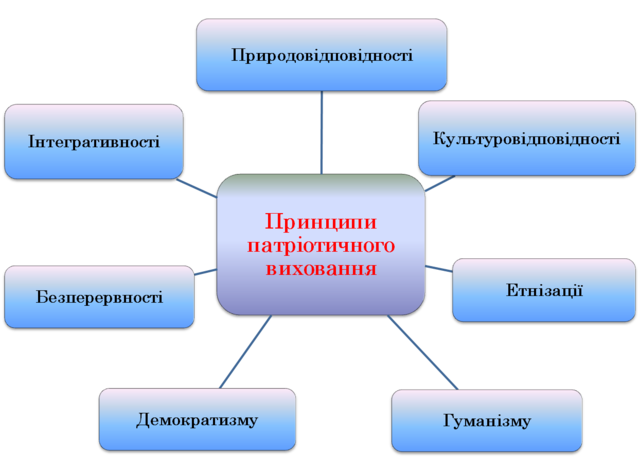 Природовідповідності
Інтегративності
Культуровідповідності
Принципи
патріотичного
виховання
Безперервності
Етнізації
Демократизму
Гуманізму